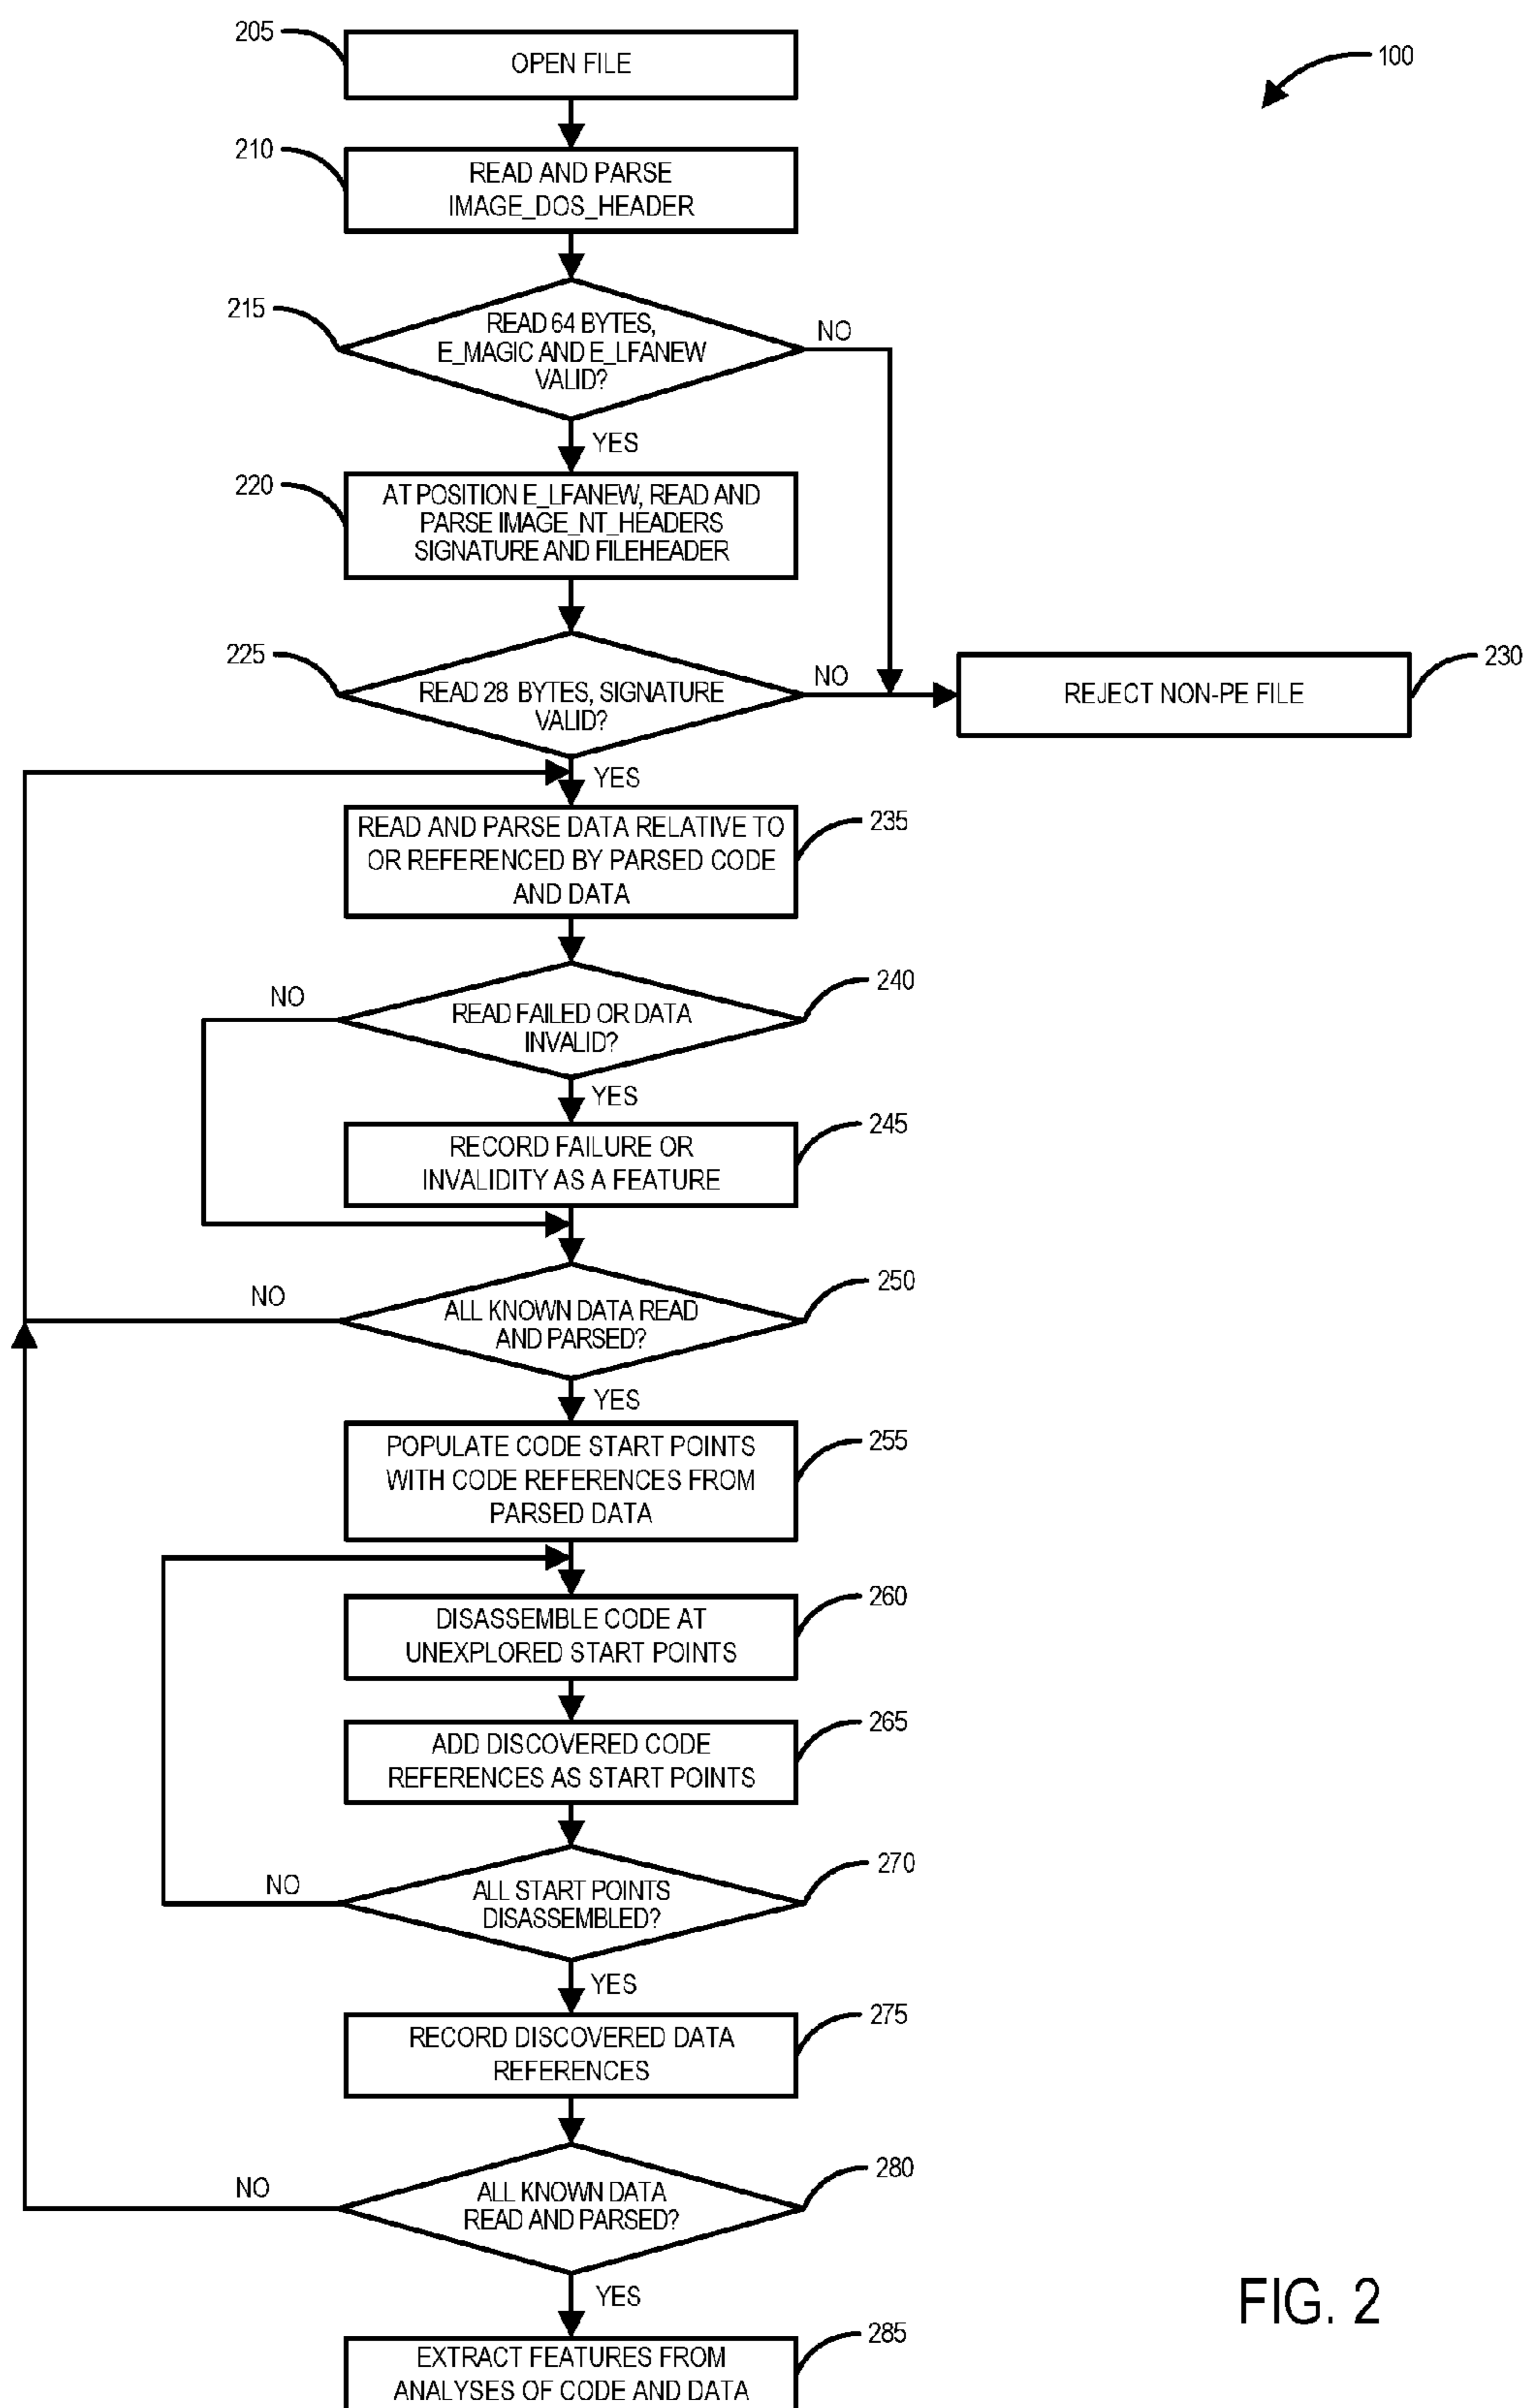 205
OPEN FILE
100
210
READ AND PARSE
IMAGE_DOS_HEADER
215
READ 64 BYTES,
E_MAGIC AND E_LFANEW
VALID?
NO
YES
220
AT POSITION E_LFANEW, READ AND
PARSE IMAGE_NT_HEADERS
SIGNATURE AND FILEHEADER
225
READ 28 BYTES, SIGNATURE
VALID?
NO
230
REJECT NON-PE FILE
YES
235
READ AND PARSE DATA RELATIVE TO
OR REFERENCED BY PARSED CODE
AND DATA
240
NO
READ FAILED OR DATA
INVALID?
YES
245
RECORD FAILURE OR
INVALIDITY AS A FEATURE
250
NO
ALL KNOWN DATA READ
AND PARSED?
YES
255
POPULATE CODE START POINTS
WITH CODE REFERENCES FROM
PARSED DATA
260
DISASSEMBLE CODE AT
UNEXPLORED START POINTS
265
ADD DISCOVERED CODE
REFERENCES AS START POINTS
270
NO
ALL START POINTS
DISASSEMBLED?
YES
275
RECORD DISCOVERED DATA
REFERENCES
280
NO
ALL KNOWN DATA
READ AND PARSED?
YES
285
EXTRACT FEATURES FROM
ANALYSES OF CODE AND DATA
FIG. 2